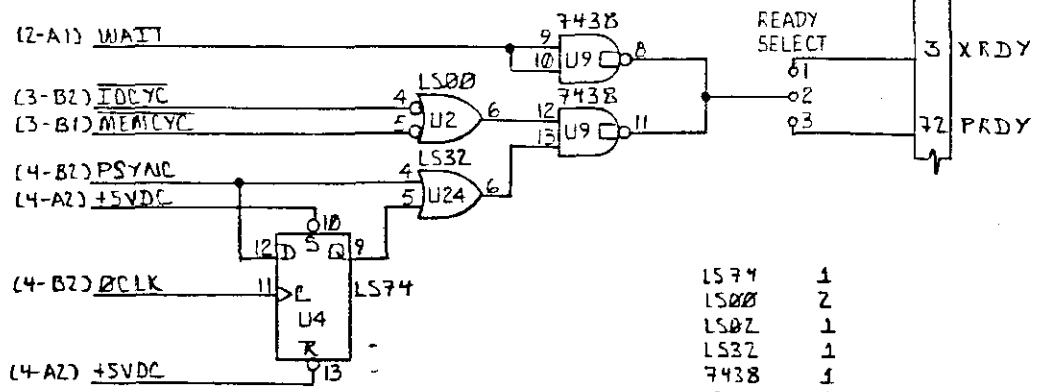 7438
(2-A1) WAIT
9
10
U9
8
READY
SELECT
1
2
3
3 XRDY
72 PRDY
LS00
(3-B2) IOCYC
4
(3-B1) MEMCYC
5
U2
6
7438
12
13
U9
11
LS32
(4-B2) PSYNC
4
(4-A2) +5VDC
5
U24
6
10
12 D S Q 9
(4-B2) ØCLK
11 C
LS74
U4
R
(4-A2) +5VDC
13
LS74 1
LS00 2
LS02 1
LS32 1
7438 1